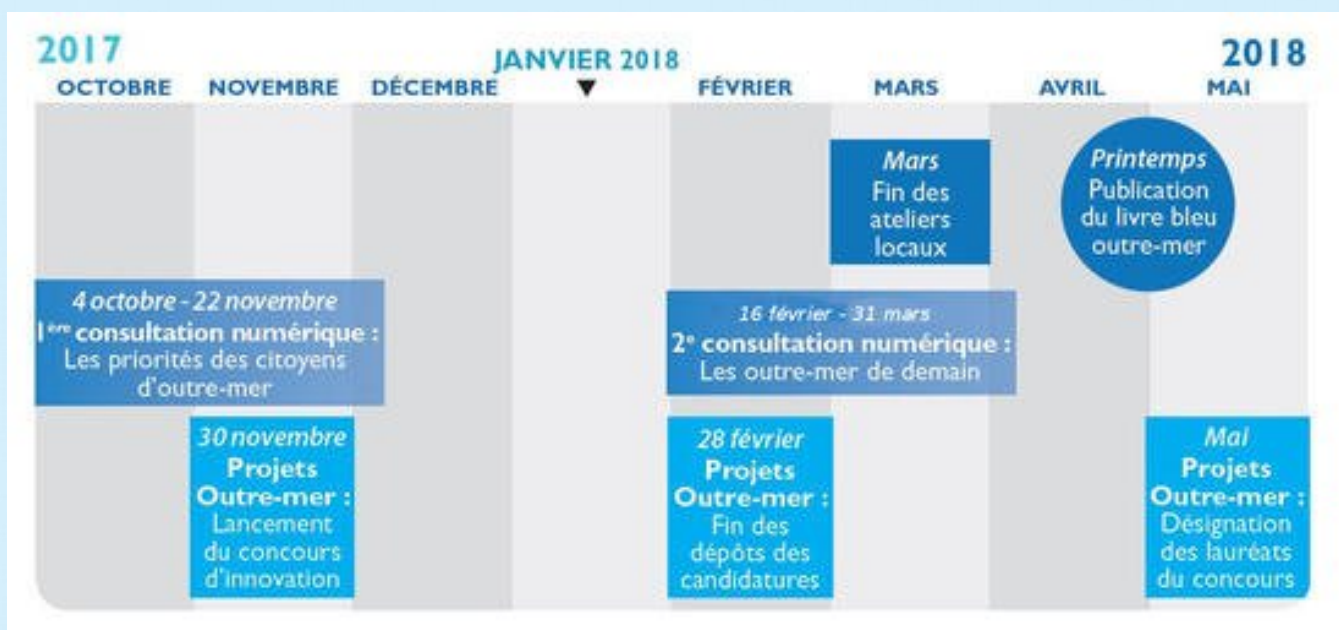 2017
JANVIER 2018
2018
OCTOBRE NOVEMBRE DÉCEMBRE ▼ FÉVRIER MARS AVRIL MAI
Mars
Fin des
ateliers
locaux
Printemps
Publication
du livre bleu
outre-mer
4 octobre - 22 novembre
1ère consultation numérique :
Les priorités des citoyens
d'outre-mer
16 février - 31 mars
2e consultation numérique :
Les outre-mer de demain
30 novembre
Projets
Outre-mer :
Lancement
du concours
d'innovation
28 février
Projets
Outre-mer :
Fin des
dépôts des
candidatures
Mai
Projets
Outre-mer :
Désignation
des lauréats
du concours